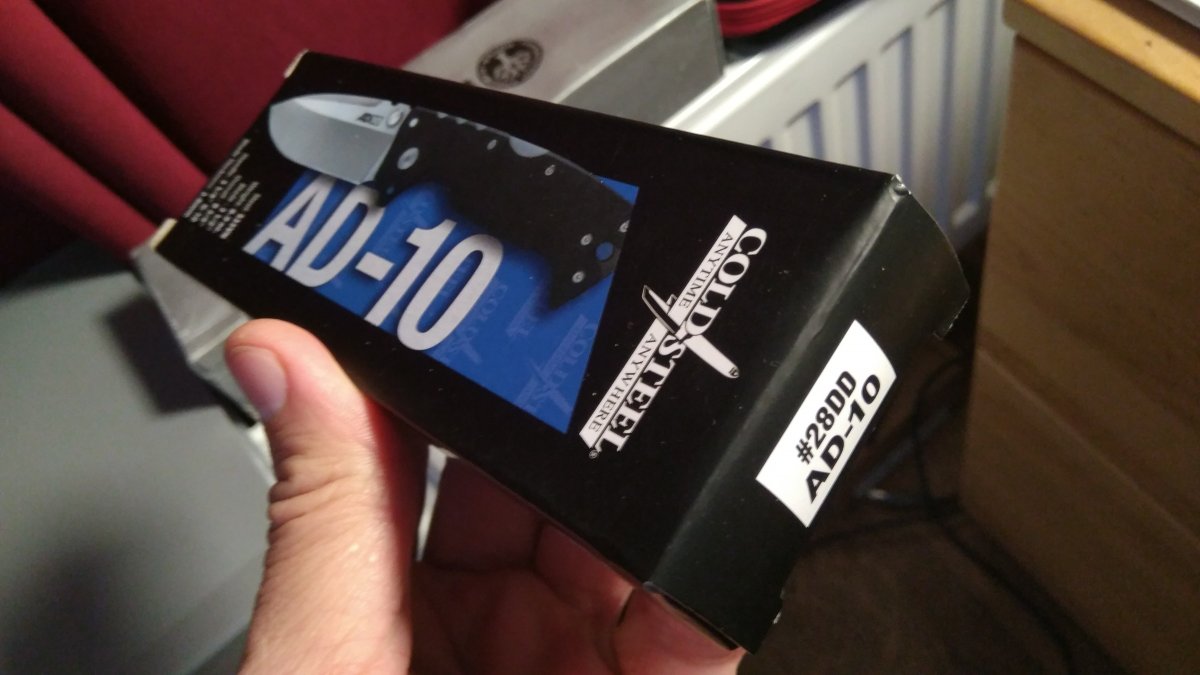 AD-10
COLD STEEL
ANYTIME ANYWHERE
#28DD
AD-10